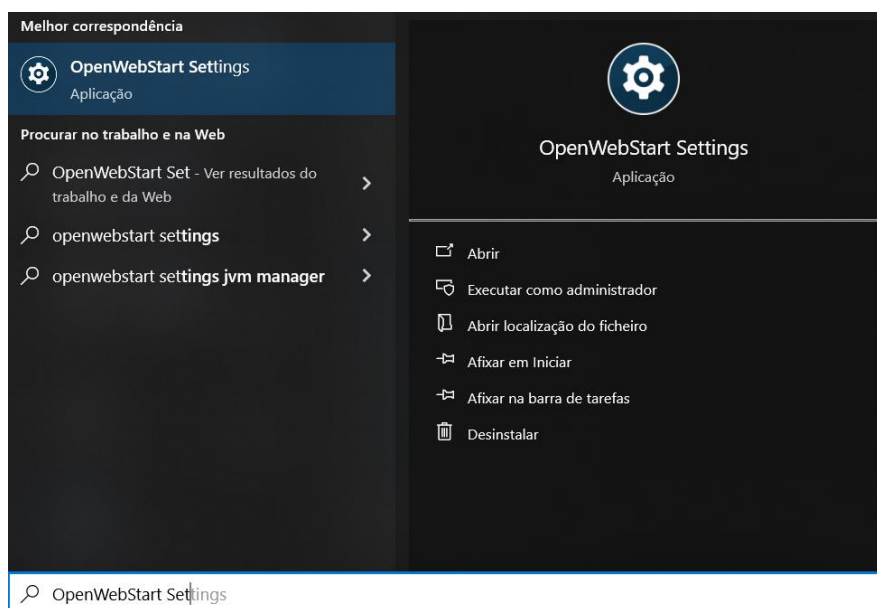 Melhor correspondência
OpenWebStart Settings
Aplicação
Procurar no trabalho e na Web
OpenWebStart Set - Ver resultados do
trabalho e da Web
openwebstart settings
openwebstart settings jvm manager
OpenWebStart Settings
Aplicação
Abrir
Executar como administrador
Abrir localização do ficheiro
Afixar em Iniciar
Afixar na barra de tarefas
Desinstalar
OpenWebStart Settings